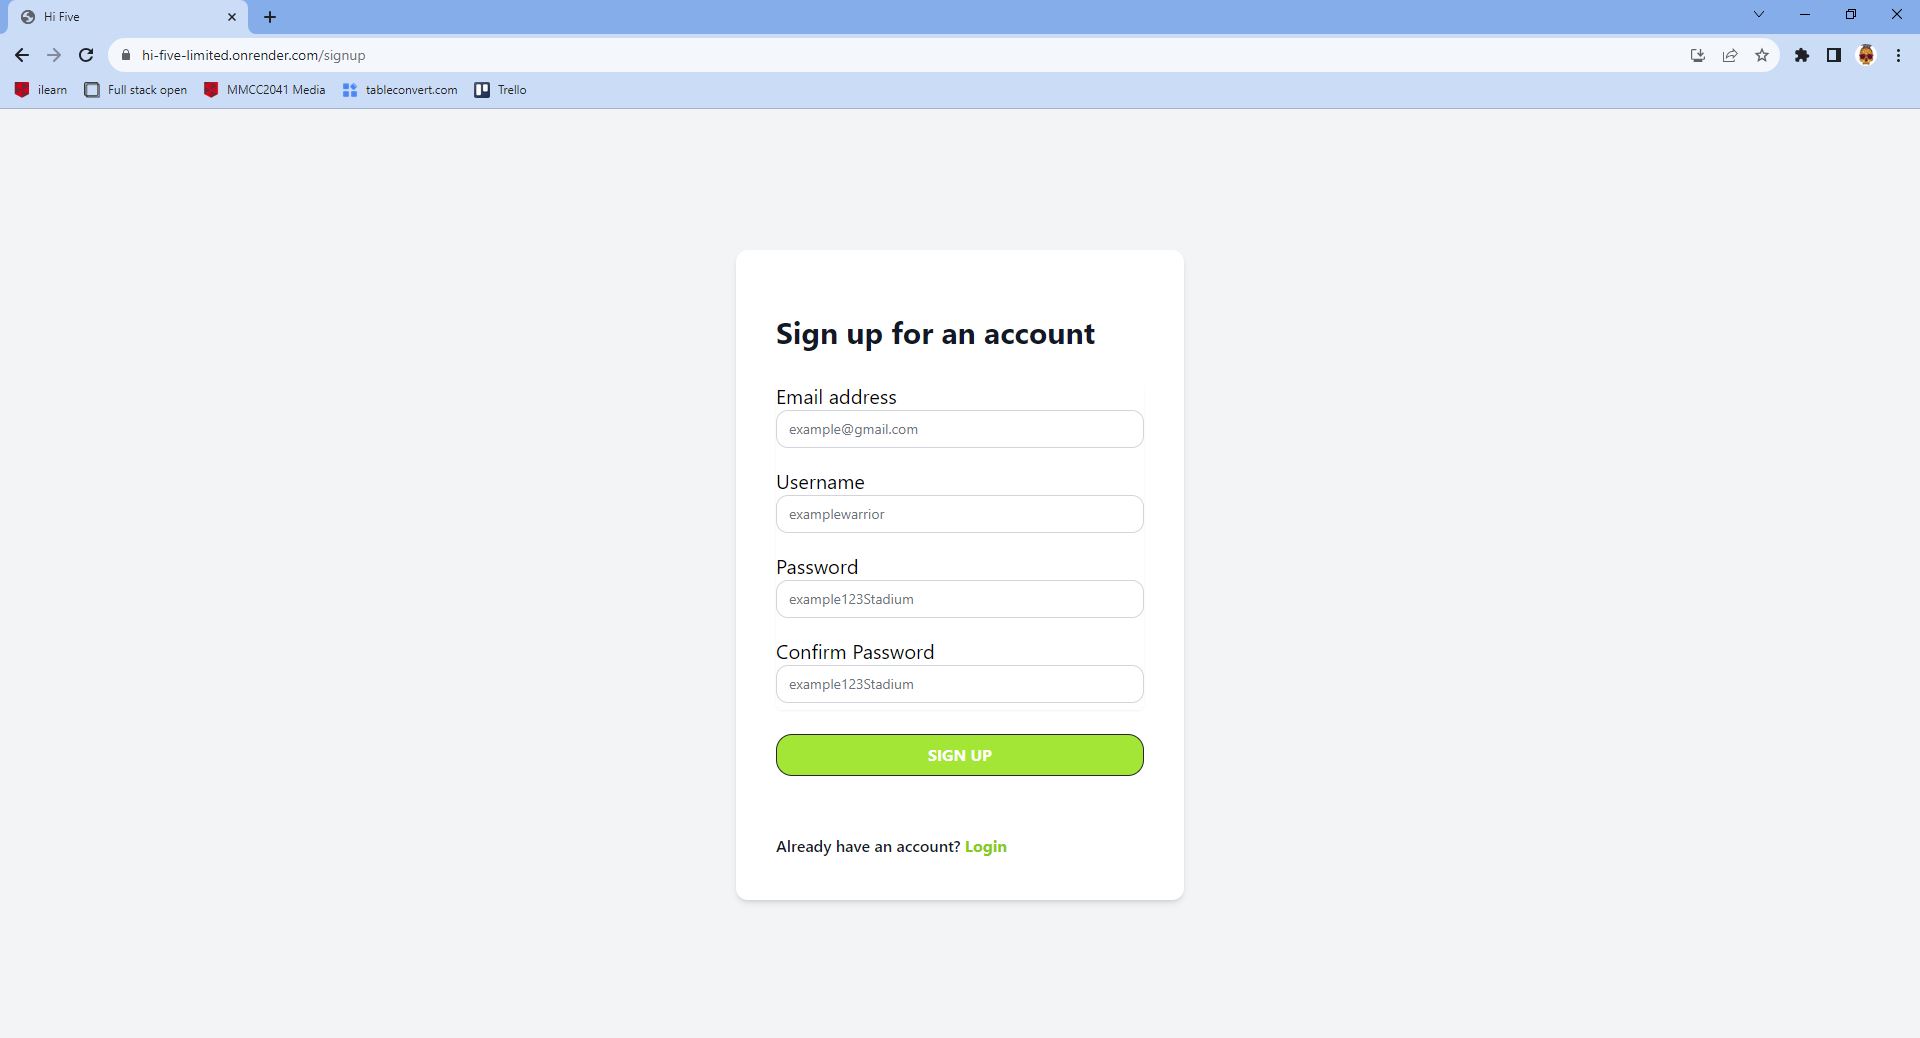 Hi Five
hi-five-limited.onrender.com/signup
ilearn Full stack open MMCC2041 Media tableconvert.com Trello
Sign up for an account
Email address
example@gmail.com
Username
examplewarrior
Password
example123Stadium
Confirm Password
example123Stadium
SIGN UP
Already have an account? Login